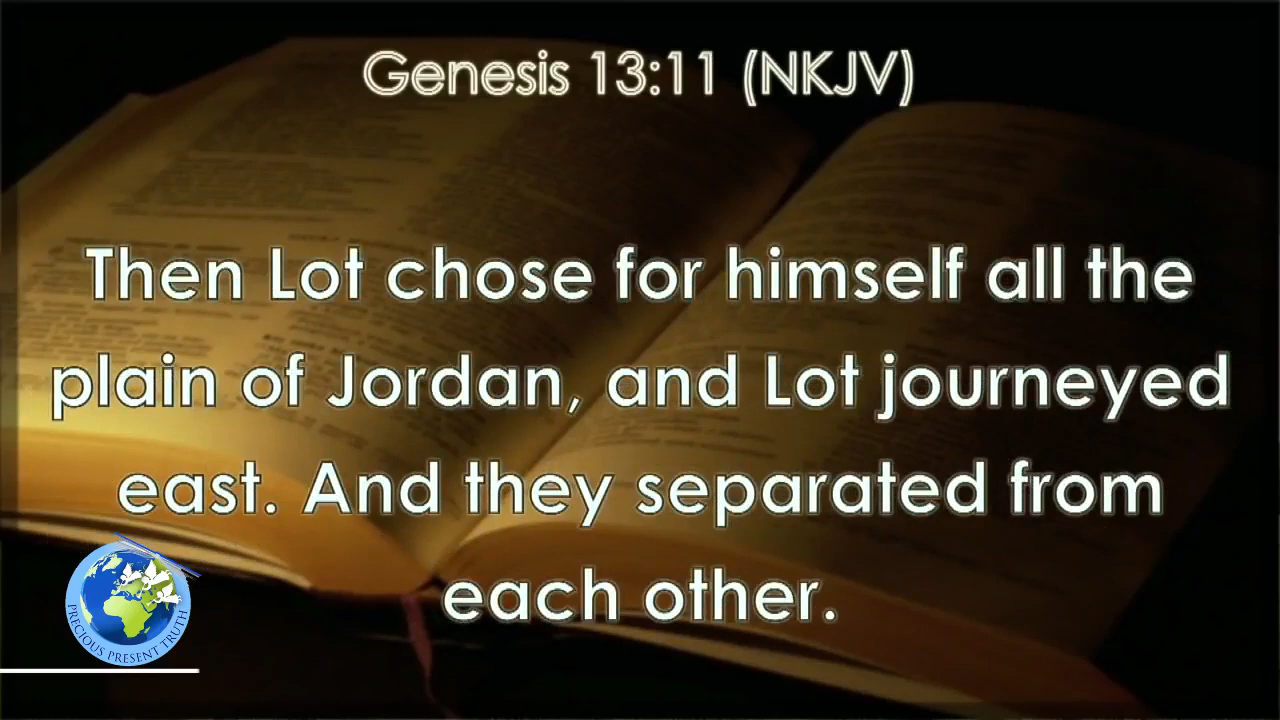 Genesis 13:11 (NKJV)
Then Lot chose for himself all the
plain of Jordan, and Lot journeyed
east. And they separated from
each other.
PRECIOUS PRESENT TRUTH